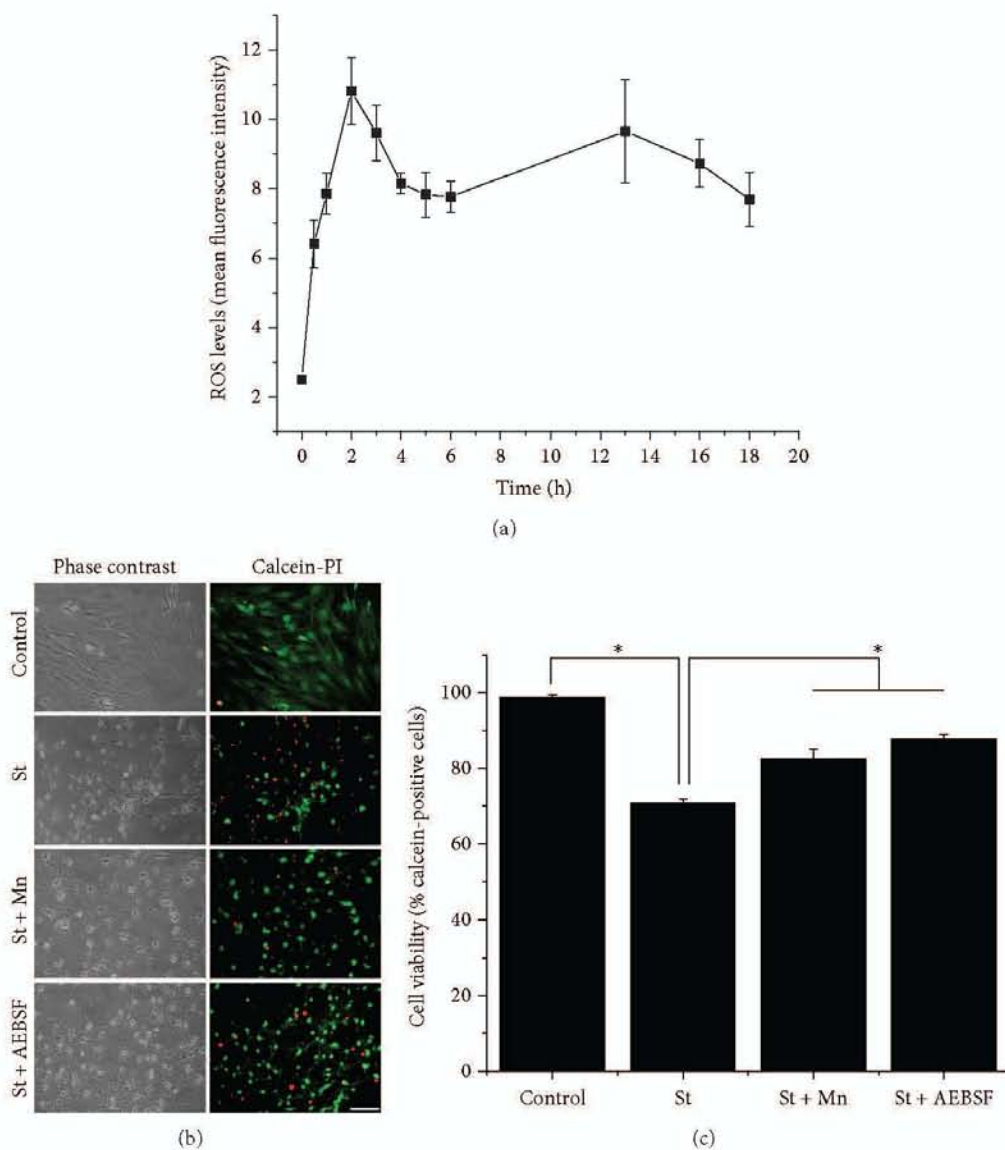 ROS levels (mean fluorescence intensity)
12
10
8
6
4
2
0 2 4 6 8 10 12 14 16 18 20
Time (h)
(a)
Phase contrast Calcein-PI
Control
St
St + Mn
St + AEBSF
(b)
Cell viability (% calcein-positive cells)
100
80
60
40
20
0
* *
Control St St + Mn St + AEBSF
(c)